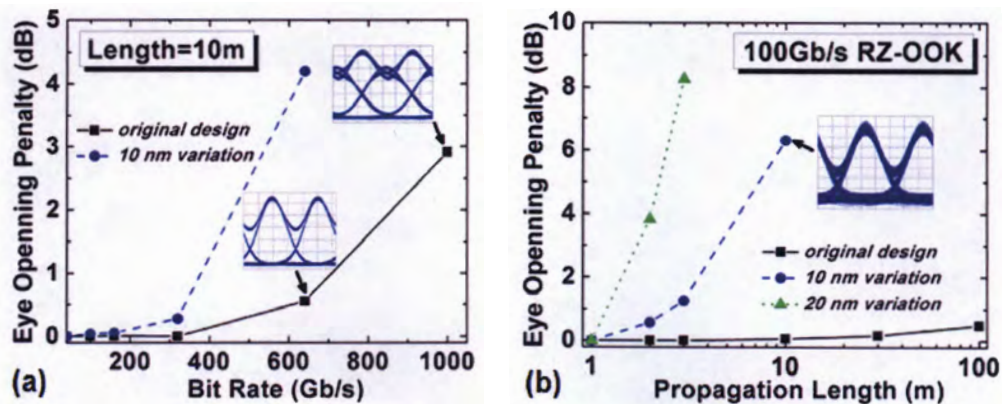 Length=10m
original design
10 nm variation
Eye Openning Penalty (dB)
5
4
3
2
1
0
200
400
600
800
1000
Bit Rate (Gb/s)
(a)
100Gb/s RZ-OOK
original design
10 nm variation
20 nm variation
Eye Openning Penalty (dB)
10
8
6
4
2
0
1
10
100
Propagation Length (m)
(b)